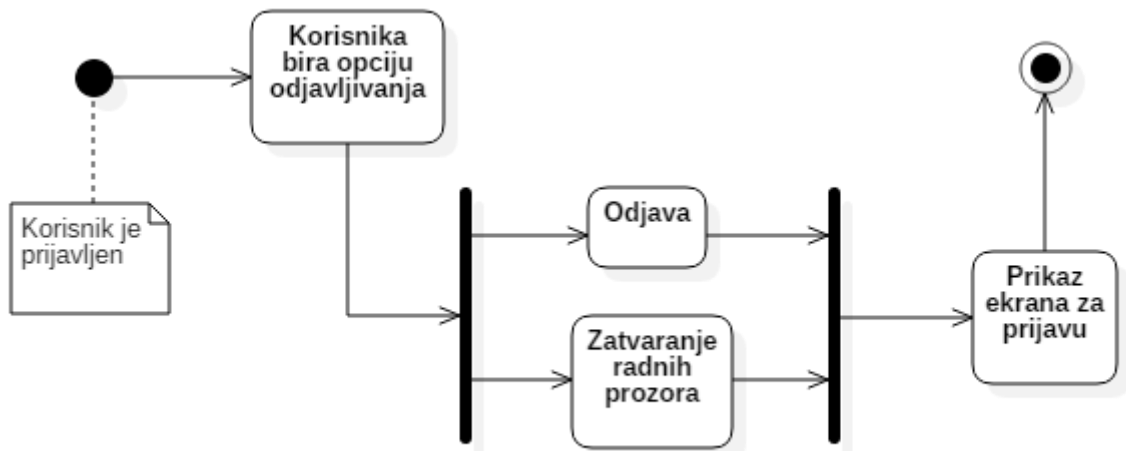 Korisnika
bira opciju
odjavljivanja
Korisnik je
prijavljen
Odjava
Zatvaranje
radnih
prozora
Prikaz
ekrana za
prijavu